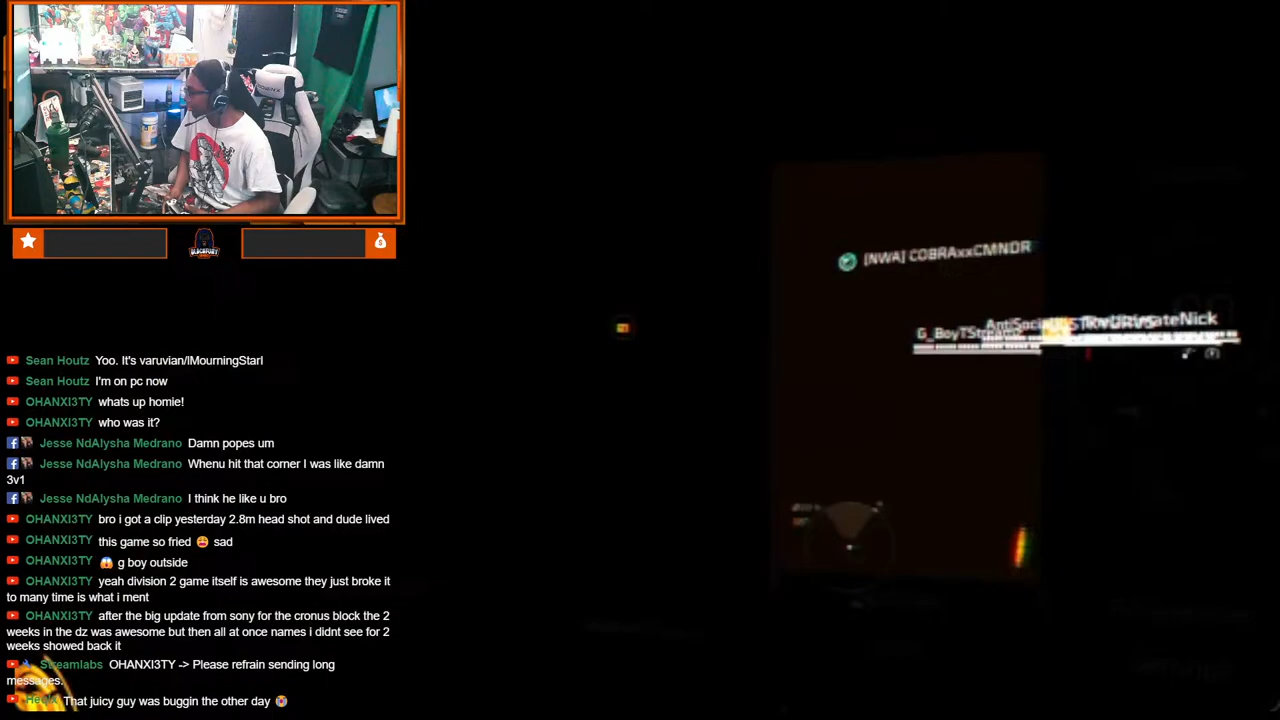 [NWA] COBRAxxCMNDR
Sean Houtz Yoo. It's varuvian/IMourningStarI
Sean Houtz I'm on pc now
OHANXI3TY whats up homie!
OHANXI3TY who was it?
Jesse NdAlysha Medrano Damn popes um
Jesse NdAlysha Medrano Whenu hit that corner I was like damn
3v1
Jesse NdAlysha Medrano I think he like u bro
OHANXI3TY bro i got a clip yesterday 2.8m head shot and dude lived
OHANXI3TY this game so fried 😩 sad
OHANXI3TY 😱 g boy outside
OHANXI3TY yeah division 2 game itself is awesome they just broke it
to many time is what i ment
OHANXI3TY after the big update from sony for the cronus block the 2
weeks in the dz was awesome but then all at once names i didnt see for 2
weeks showed back it
Streamlabs OHANXI3TY -> Please refrain sending long
messages.
That juicy guy was buggin the other day 😭